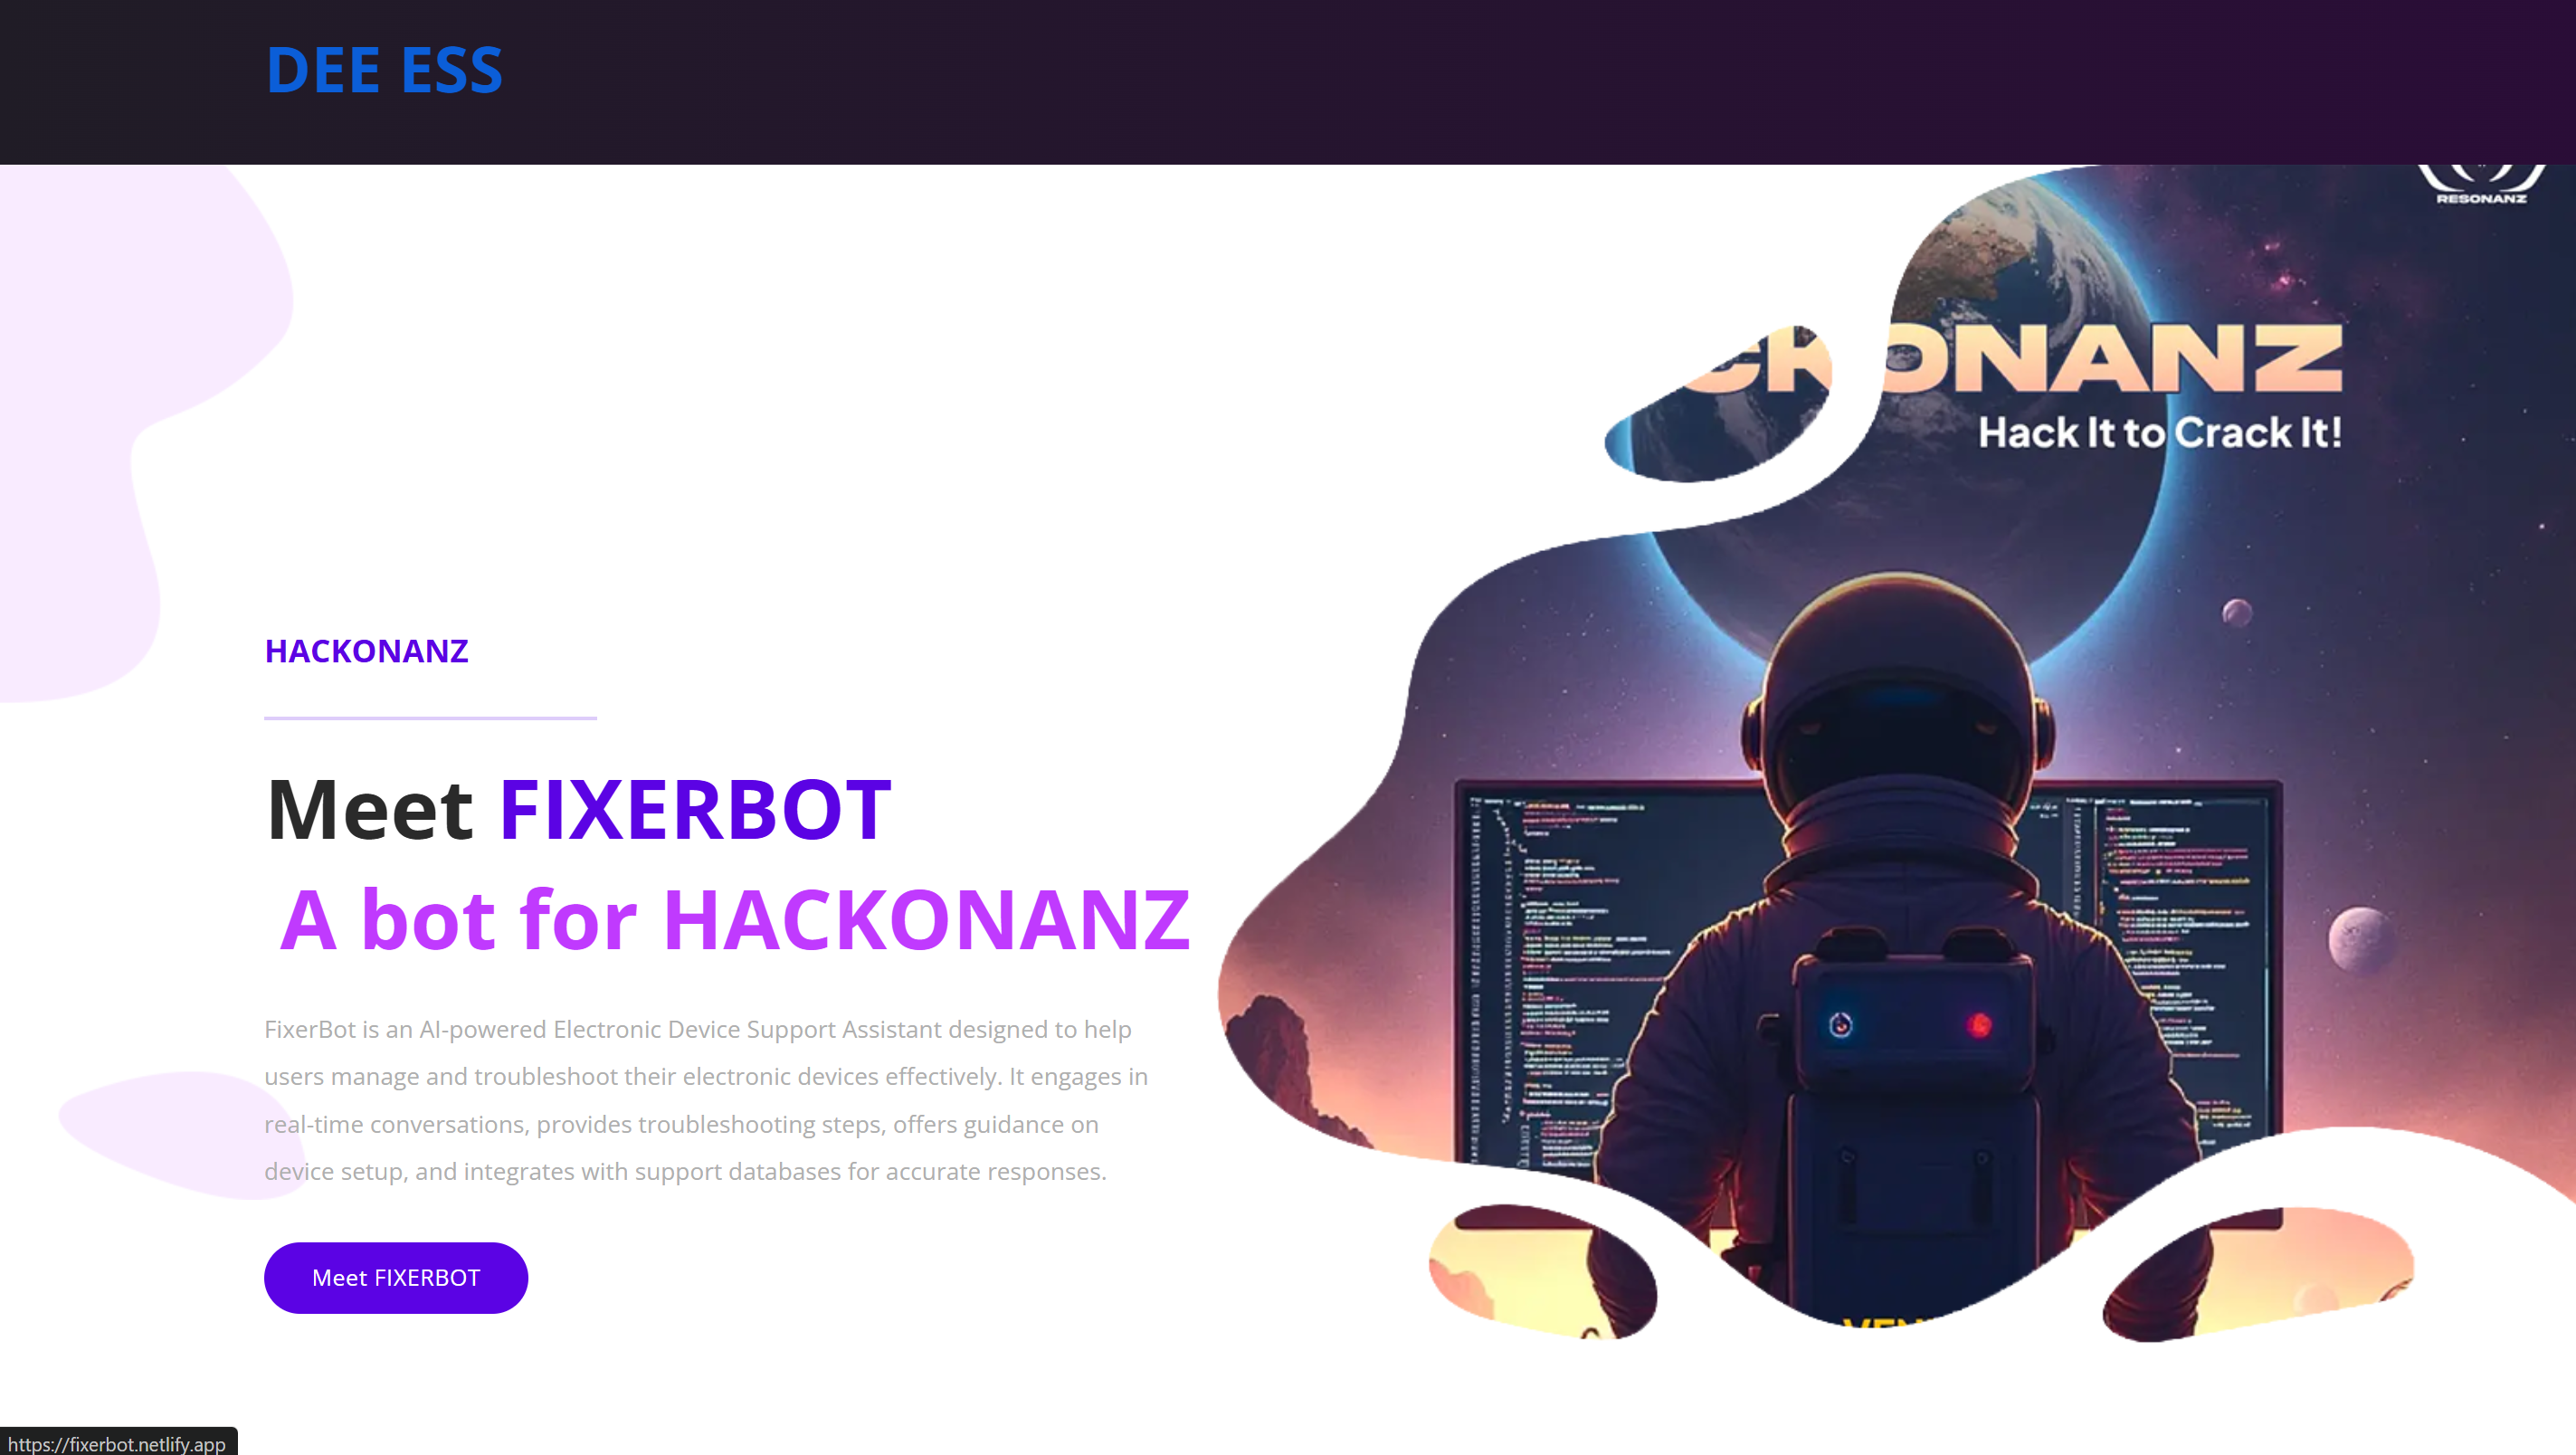 DEE ESS
RESONANZ
CKONANZ
Hack It to Crack It!
HACKONANZ
Meet FIXERBOT
A bot for HACKONANZ
FixerBot is an AI-powered Electronic Device Support Assistant designed to help
users manage and troubleshoot their electronic devices effectively. It engages in
real-time conversations, provides troubleshooting steps, offers guidance on
device setup, and integrates with support databases for accurate responses.
Meet FIXERBOT
https://fixerbot.netlify.app